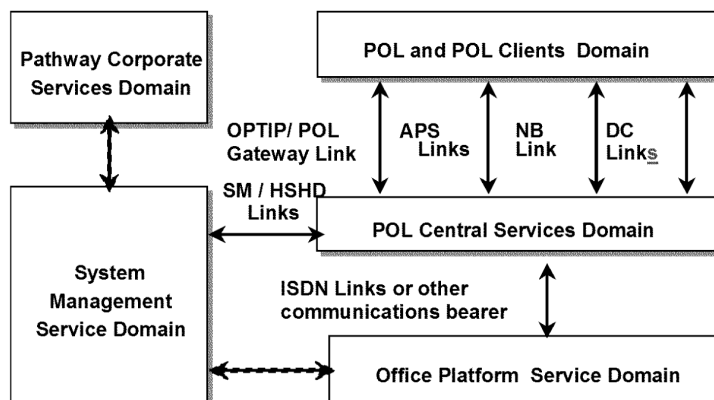 Pathway Corporate
Services Domain
POL and POL Clients Domain
OPTIP/ POL
Gateway Link
APS
Links
NB
Link
DC
Links
SM / HSHD
Links
POL Central Services Domain
System
Management
Service Domain
ISDN Links or other
communications bearer
Office Platform Service Domain